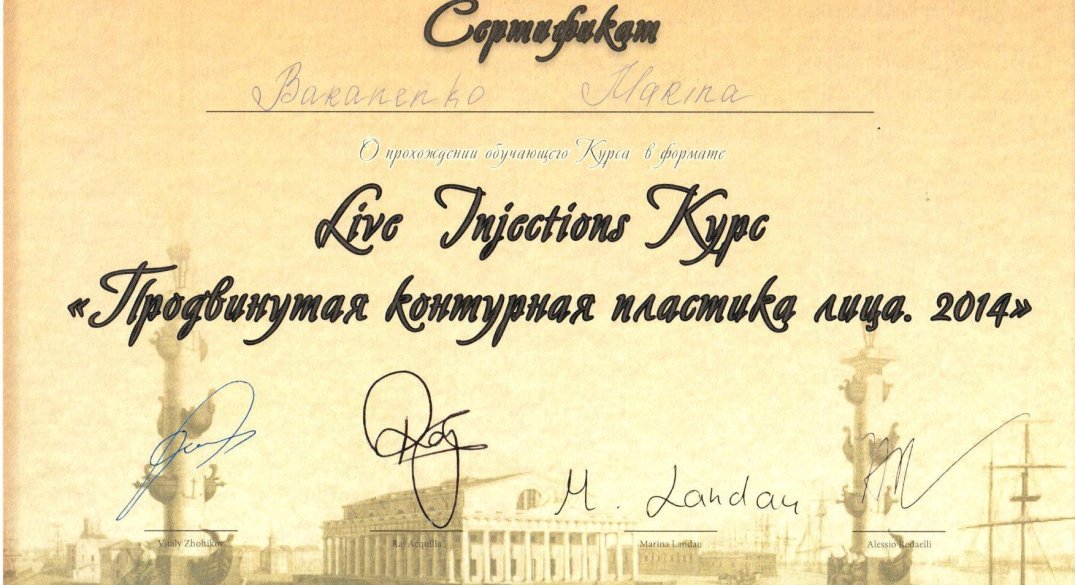 Сертификат
Bakanenko Marina
О прохождении обучающего Курса в формате
Live Injections Курс
«Продвинутая контурная пластика лица. 2014»
M. Landau
Vitaly Zholtikov
Raj Acquilla
Marina Landau
Alessio Redaelli